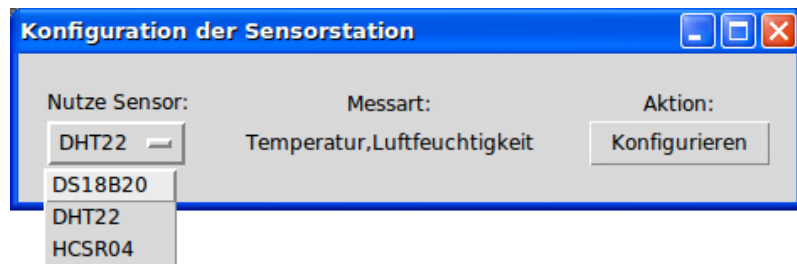 Konfiguration der Sensorstation
Nutze Sensor: Messart: Aktion:
DHT22 Temperatur,Luftfeuchtigkeit Konfigurieren
DS18B20
DHT22
HCSR04